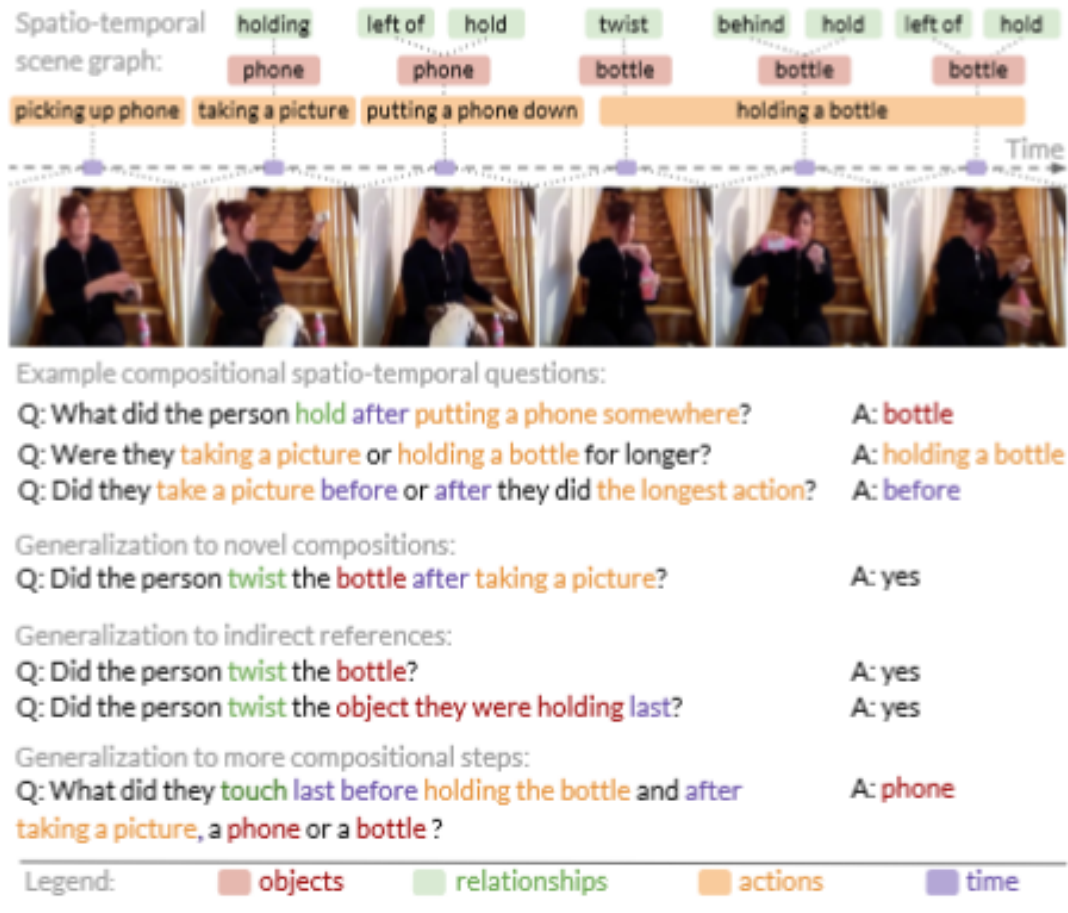 Spatio-temporal scene graph:
holding left of hold twist behind hold left of hold
phone phone bottle bottle bottle
picking up phone taking a picture putting a phone down holding a bottle
Time
Example compositional spatio-temporal questions:
Q: What did the person hold after putting a phone somewhere? A: bottle
Q: Were they taking a picture or holding a bottle for longer? A: holding a bottle
Q: Did they take a picture before or after they did the longest action? A: before
Generalization to novel compositions:
Q: Did the person twist the bottle after taking a picture? A: yes
Generalization to indirect references:
Q: Did the person twist the bottle? A: yes
Q: Did the person twist the object they were holding last? A: yes
Generalization to more compositional steps:
Q: What did they touch last before holding the bottle and after A: phone
taking a picture, a phone or a bottle ?
Legend: objects relationships actions time